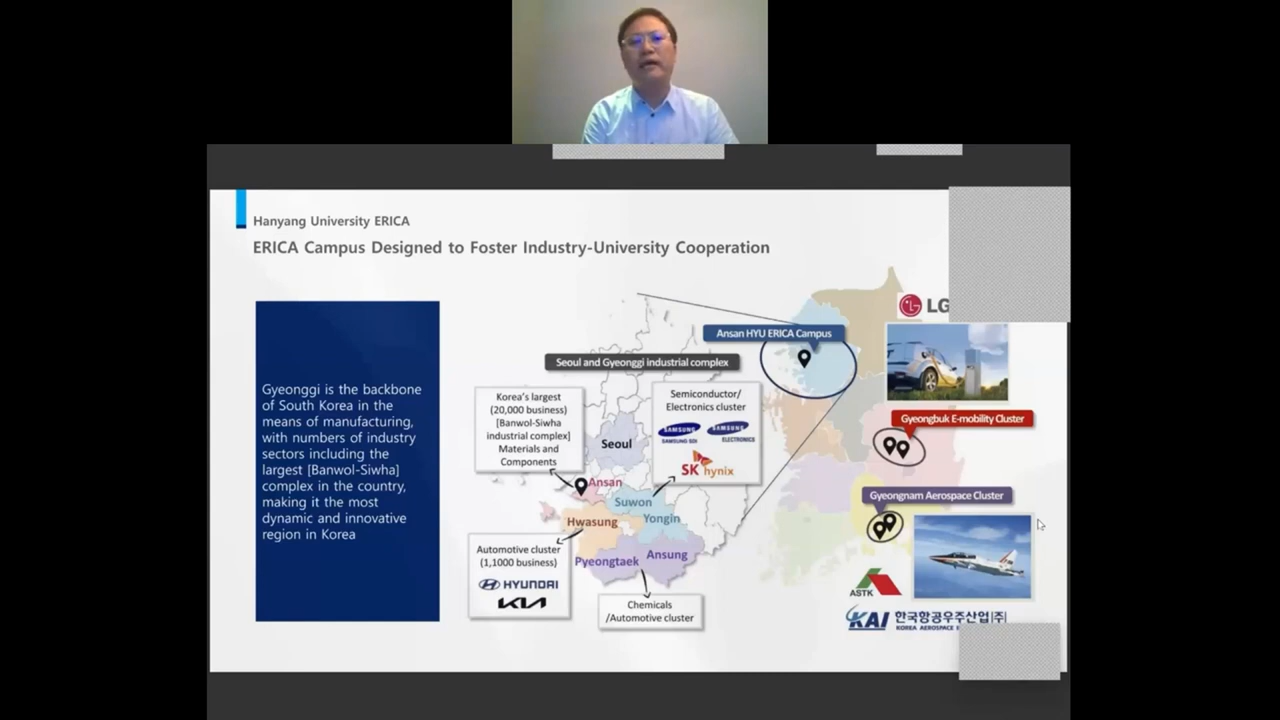 Hanyang University ERICA
ERICA Campus Designed to Foster Industry-University Cooperation
Gyeonggi is the backbone
of South Korea in the
means of manufacturing,
with numbers of industry
sectors including the
largest [Banwol-Siwha]
complex in the country,
making it the most
dynamic and innovative
region in Korea
Seoul and Gyeonggi industrial complex
Korea's largest
(20,000 business)
[Banwol-Siwha
industrial complex]
Materials and
Components
Semiconductor/
Electronics cluster
SAMSUNG
SAMSUNG SDI
SAMSUNG
ELECTRONICS
SK hynix
Seoul
Ansan
Suwon
Yongin
Hwasung
Pyeongtaek
Ansung
Automotive cluster
(1,1000 business)
HYUNDAI
KIA
Chemicals
/Automotive cluster
Ansan HYU ERICA Campus
LG
Gyeongbuk E-mobility Cluster
Gyeongnam Aerospace Cluster
ASTK
KAI 한국항공우주산업(주)
KOREA AEROSPACE